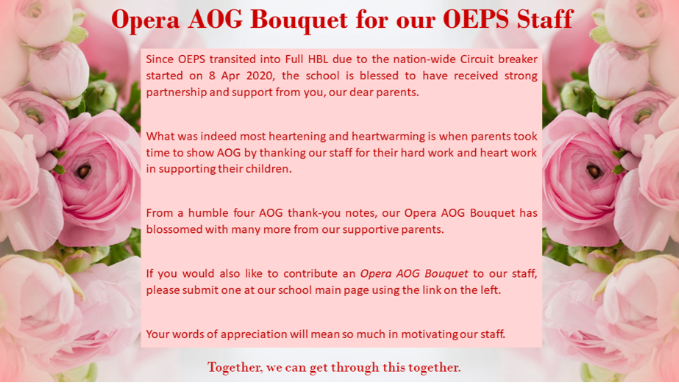 Opera AOG Bouquet for our OEPS Staff
Since OEPS transited into Full HBL due to the nation-wide Circuit breaker
started on 8 Apr 2020, the school is blessed to have received strong
partnership and support from you, our dear parents.
What was indeed most heartening and heartwarming is when parents took
time to show AOG by thanking our staff for their hard work and heart work
in supporting their children.
From a humble four AOG thank-you notes, our Opera AOG Bouquet has
blossomed with many more from our supportive parents.
If you would also like to contribute an Opera AOG Bouquet to our staff,
please submit one at our school main page using the link on the left.
Your words of appreciation will mean so much in motivating our staff.
Together, we can get through this together.